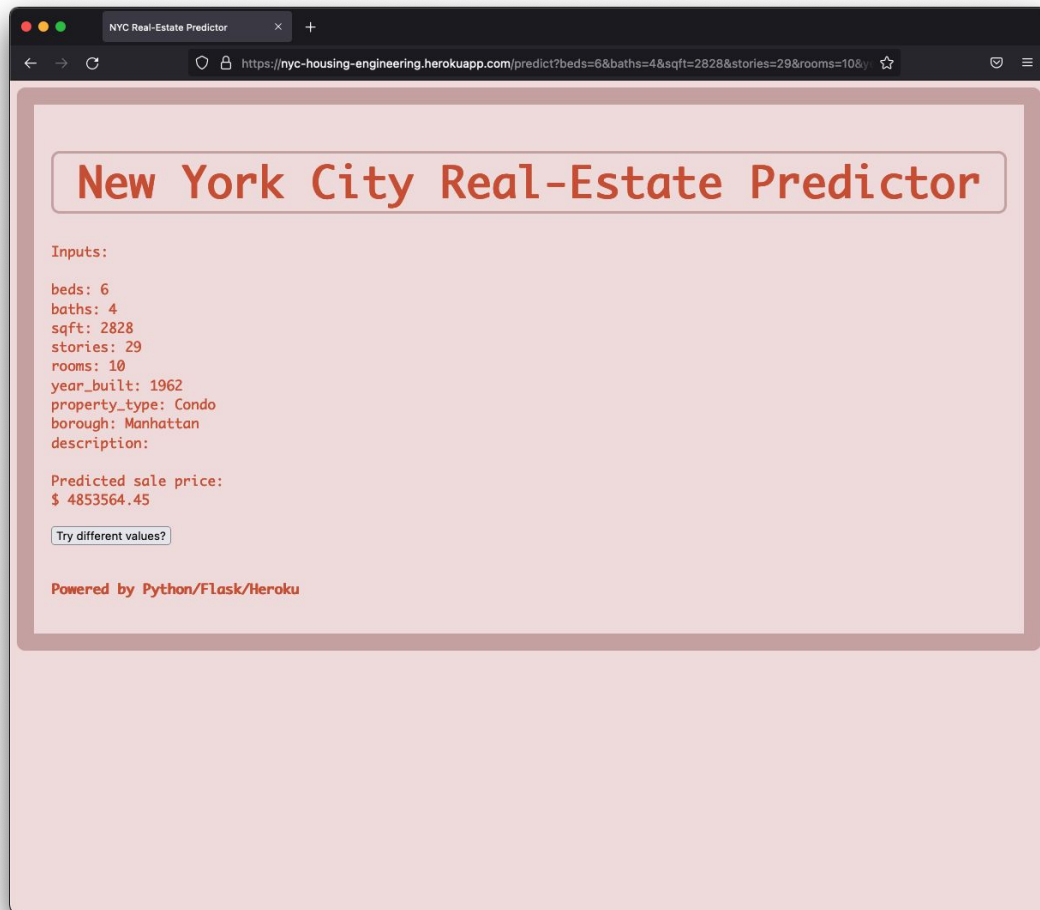 NYC Real-Estate Predictor
https://nyc-housing-engineering.herokuapp.com/predict?beds=6&baths=4&sqft=2828&stories=29&rooms=10&
New York City Real-Estate Predictor
Inputs:
beds: 6
baths: 4
sqft: 2828
stories: 29
rooms: 10
year_built: 1962
property_type: Condo
borough: Manhattan
description:
Predicted sale price:
$ 4853564.45
Try different values?
Powered by Python/Flask/Heroku